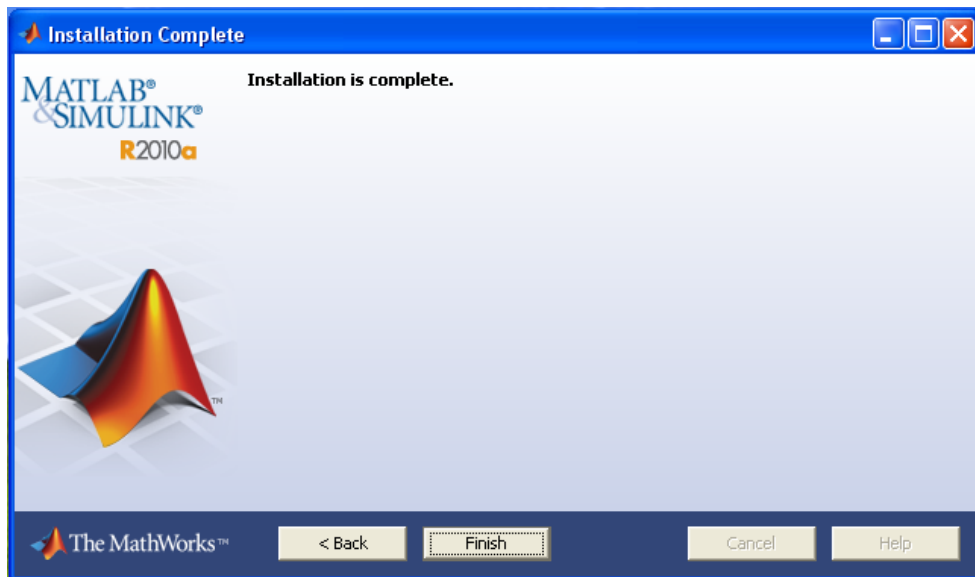 Installation Complete
Installation is complete.
MATLAB®
&SIMULINK®
R2010a
TM
The MathWorks™
< Back
Finish
Cancel
Help